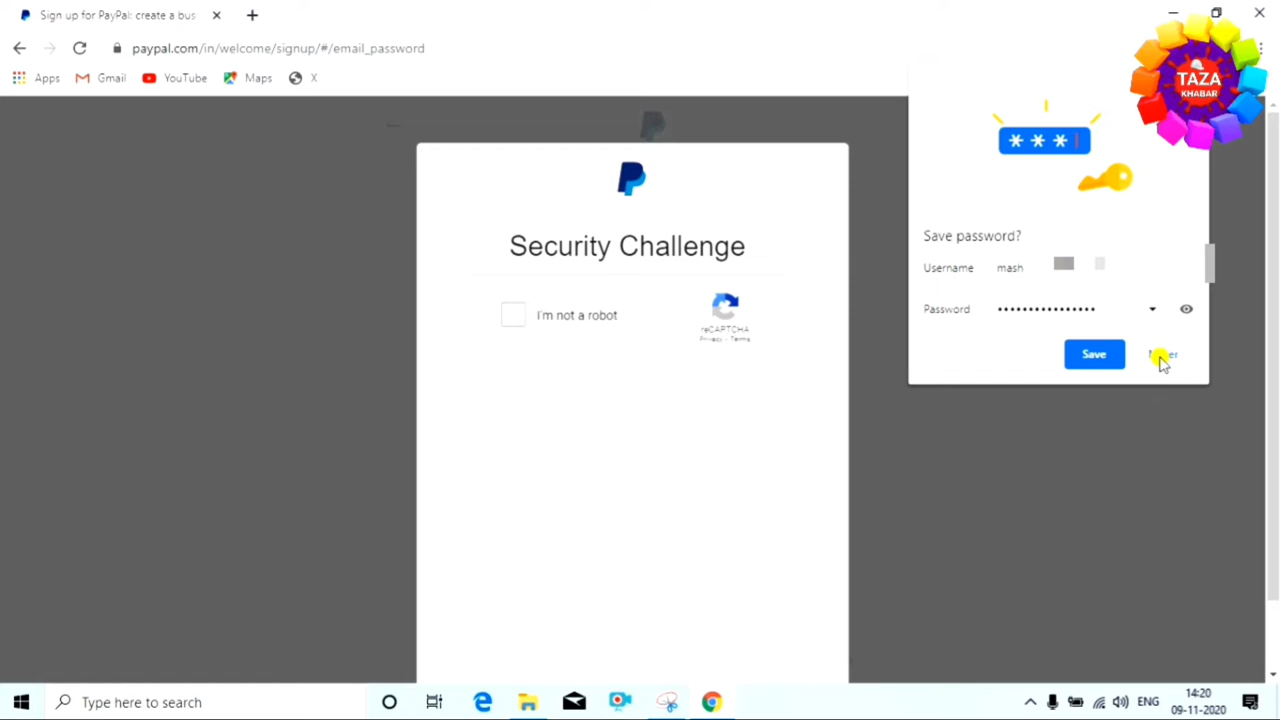 Sign up for PayPal: create a bus
paypal.com/in/welcome/signup/#/email_password
Apps Gmail YouTube Maps X
TAZA
KHABAR
* * *
Security Challenge
I'm not a robot
reCAPTCHA
Privacy - Terms
Save password?
Username mash
Password ••••••••••••••••
Save
Type here to search
ENG
14:20
09-11-2020